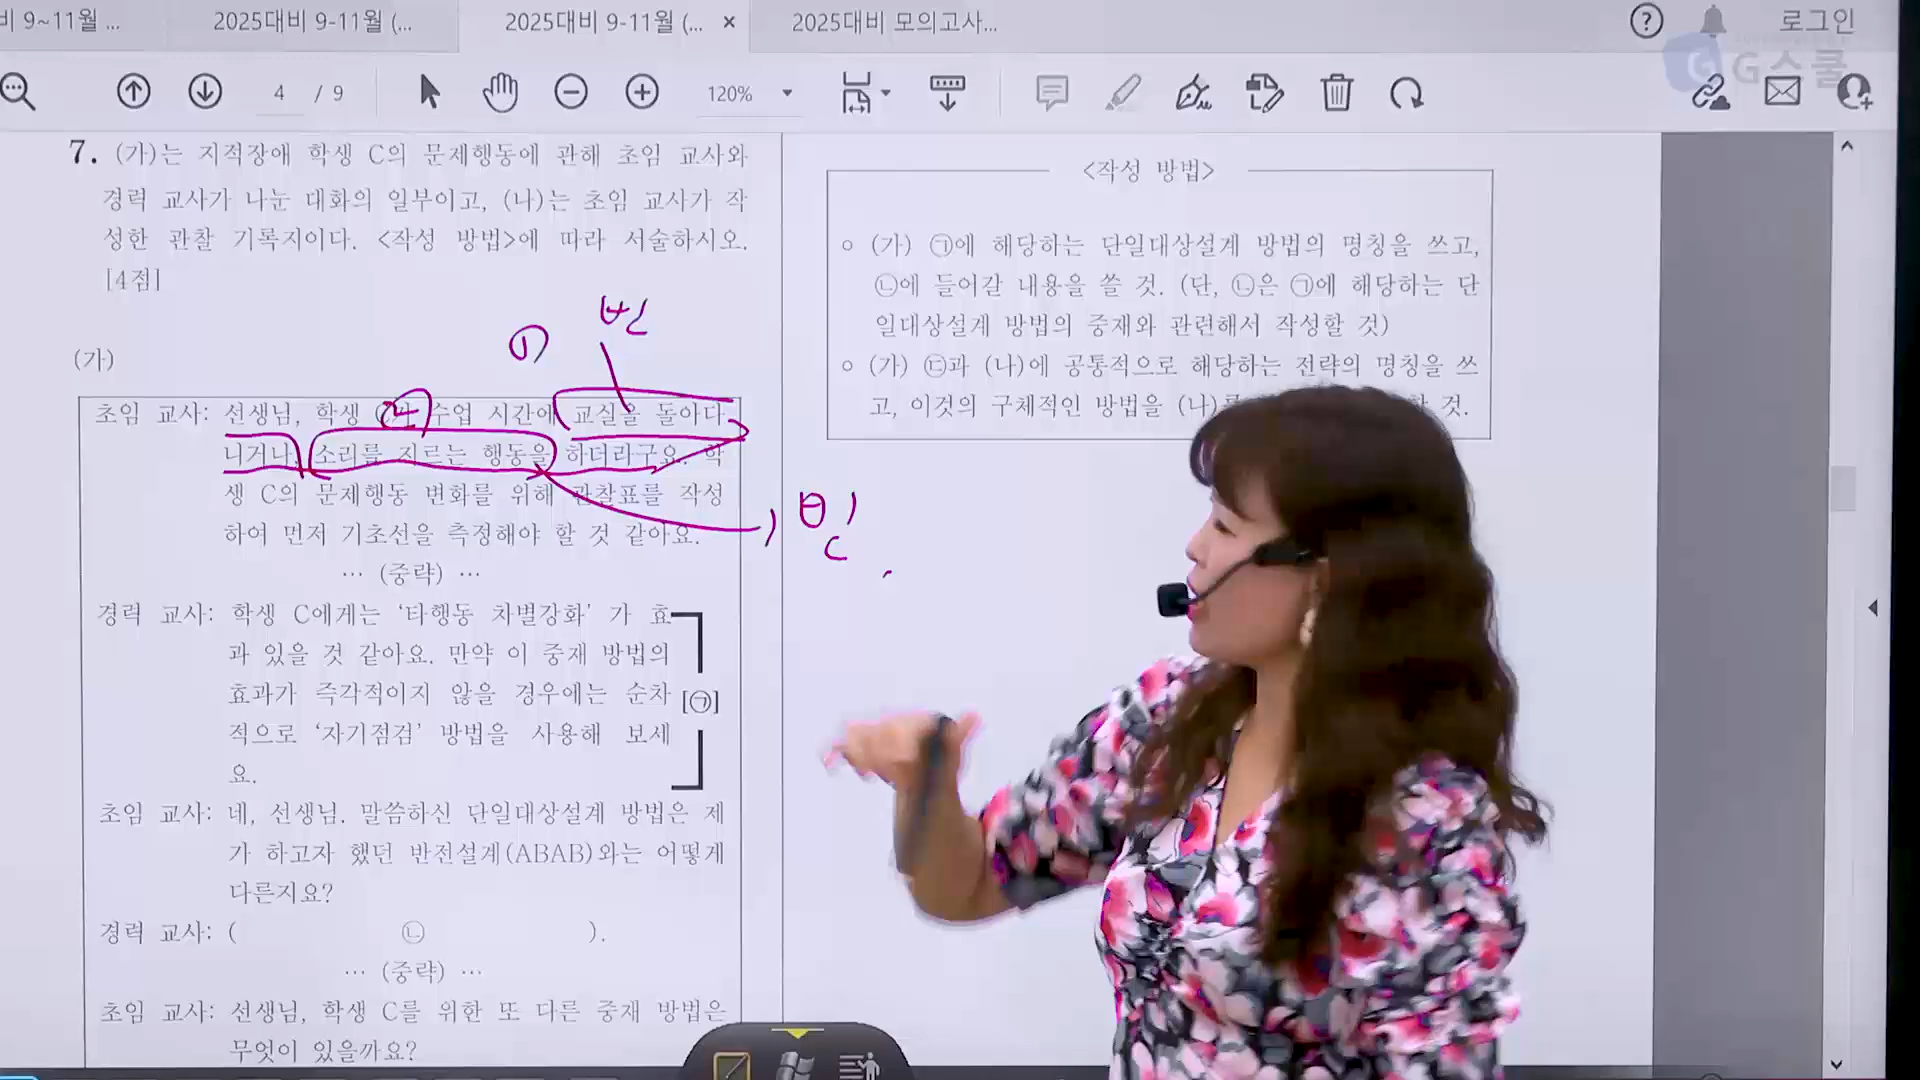 비 9~11월 ...
2025대비 9-11월 (...
2025대비 9-11월 (... ×
2025대비 모의고사...
로그인
G스쿨
4 / 9
120%
7. (가)는 지적장애 학생 C의 문제행동에 관해 초임 교사와
경력 교사가 나눈 대화의 일부이고, (나)는 초임 교사가 작
성한 관찰 기록지이다. <작성 방법>에 따라 서술하시오.
[4점]
빈
(가)
초임 교사: 선생님, 학생 수업 시간에 교실을 돌아다
니거나 소리를 지르는 행동을 하더라구요. 학
생 C의 문제행동 변화를 위해 관찰표를 작성
하여 먼저 기초선을 측정해야 할 것 같아요.
빈
... (중략) ...
경력 교사: 학생 C에게는 ‘타행동 차별강화’ 가 효
과 있을 것 같아요. 만약 이 중재 방법의
효과가 즉각적이지 않을 경우에는 순차
적으로 ‘자기점검’ 방법을 사용해 보세
요.
[㉠]
초임 교사: 네, 선생님. 말씀하신 단일대상설계 방법은 제
가 하고자 했던 반전설계(ABAB)와는 어떻게
다른지요?
경력 교사: ( ㉡ ).
... (중략) ...
초임 교사: 선생님, 학생 C를 위한 또 다른 중재 방법은
무엇이 있을까요?
<작성 방법>
○ (가) ㉠에 해당하는 단일대상설계 방법의 명칭을 쓰고,
㉡에 들어갈 내용을 쓸 것. (단, ㉡은 ㉠에 해당하는 단
일대상설계 방법의 중재와 관련해서 작성할 것)
○ (가) ㉢과 (나)에 공통적으로 해당하는 전략의 명칭을 쓰
고, 이것의 구체적인 방법을 (나)를 것.